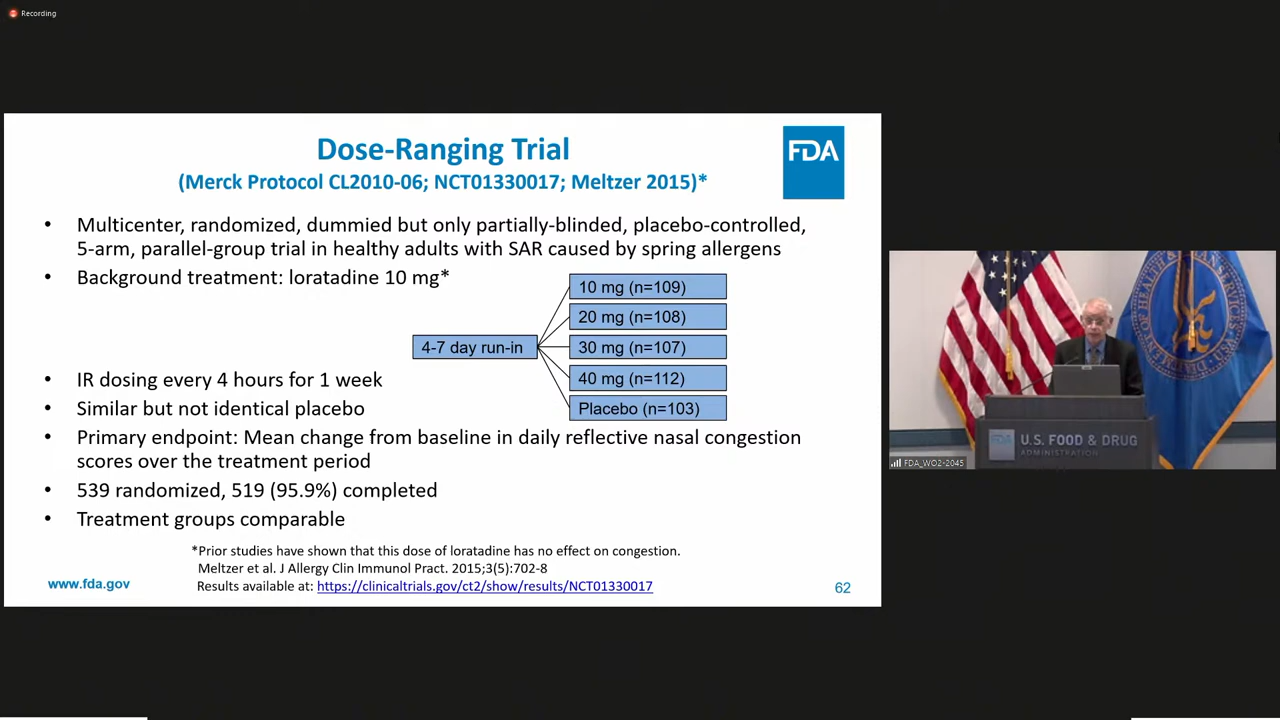 Recording
Dose-Ranging Trial
FDA
(Merck Protocol CL2010-06; NCT01330017; Meltzer 2015)*
• Multicenter, randomized, dummied but only partially-blinded, placebo-controlled,
5-arm, parallel-group trial in healthy adults with SAR caused by spring allergens
• Background treatment: loratadine 10 mg*
10 mg (n=109)
20 mg (n=108)
4-7 day run-in
30 mg (n=107)
40 mg (n=112)
Placebo (n=103)
• IR dosing every 4 hours for 1 week
• Similar but not identical placebo
• Primary endpoint: Mean change from baseline in daily reflective nasal congestion
scores over the treatment period
• 539 randomized, 519 (95.9%) completed
• Treatment groups comparable
*Prior studies have shown that this dose of loratadine has no effect on congestion.
Meltzer et al. J Allergy Clin Immunol Pract. 2015;3(5):702-8
Results available at: https://clinicaltrials.gov/ct2/show/results/NCT01330017
www.fda.gov
62
FDA
U.S. FOOD & DRUG
ADMINISTRATION
FDA_WO2-2045